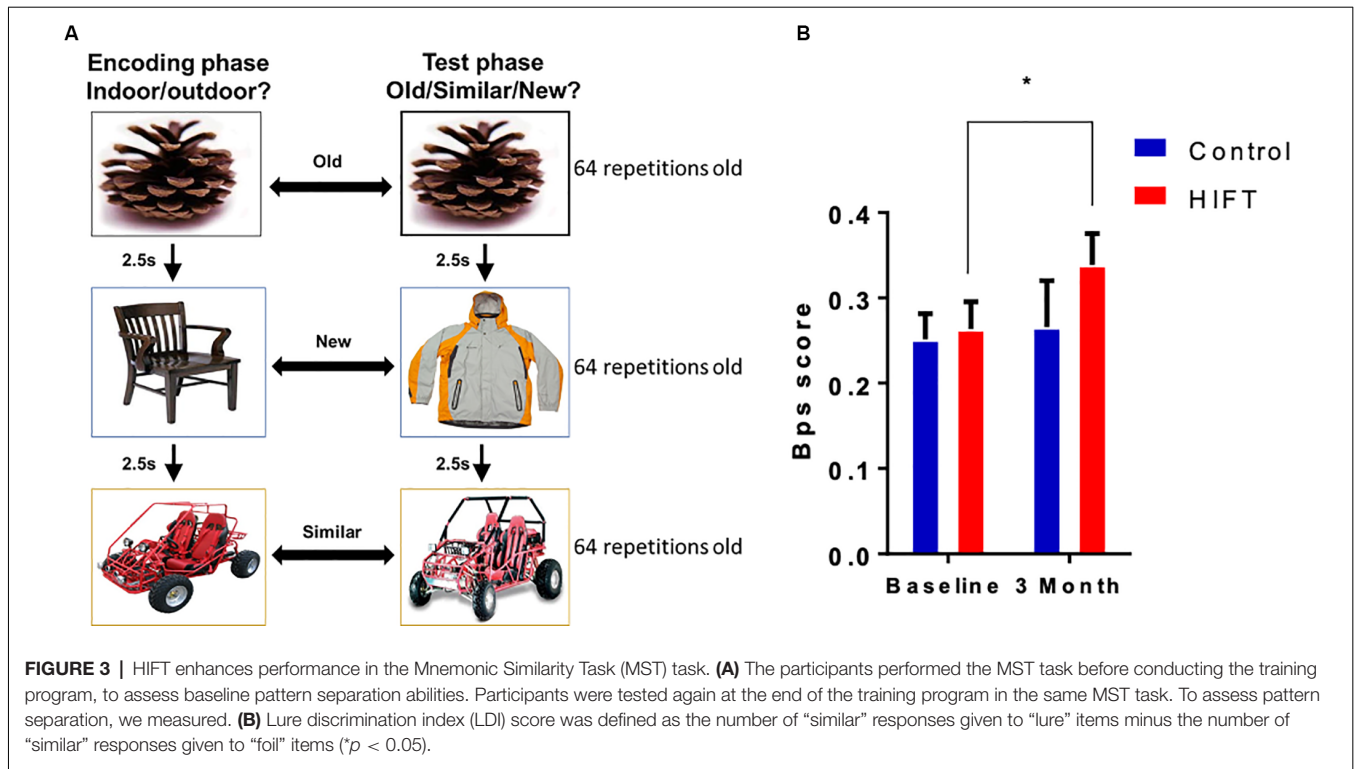 A
Encoding phase
Indoor/outdoor?
Test phase
Old/Similar/New?
Old
64 repetitions old
2.5s
2.5s
New
64 repetitions old
2.5s
2.5s
Similar
64 repetitions old
B
*
Control
HIFT
0.4
0.3
0.2
0.1
0.0
Bps score
Baseline 3 Month
FIGURE 3 | HIFT enhances performance in the Mnemonic Similarity Task (MST) task. (A) The participants performed the MST task before conducting the training
program, to assess baseline pattern separation abilities. Participants were tested again at the end of the training program in the same MST task. To assess pattern
separation, we measured. (B) Lure discrimination index (LDI) score was defined as the number of “similar” responses given to “lure” items minus the number of
“similar” responses given to “foil” items (*p < 0.05).